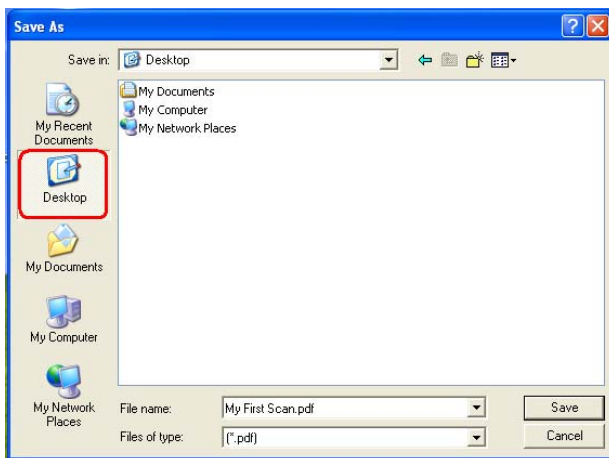 Save As
Save in:
Desktop
My Documents
My Computer
My Network Places
My Recent
Documents
Desktop
My Documents
My Computer
My Network
Places
File name:
My First Scan.pdf
Save
Files of type:
(*.pdf)
Cancel